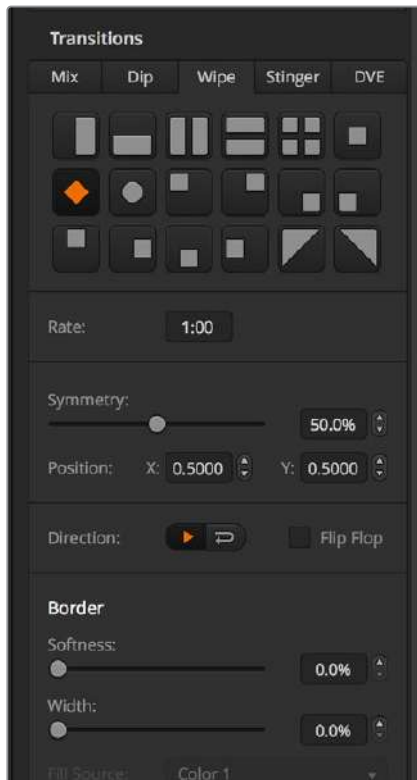 Transitions
Mix Dip Wipe Stinger DVE
Rate: 1:00
Symmetry:
50.0%
Position: X: 0.5000 Y: 0.5000
Direction: Flip Flop
Border
Softness:
0.0%
Width:
0.0%
Fill Source: Color 1